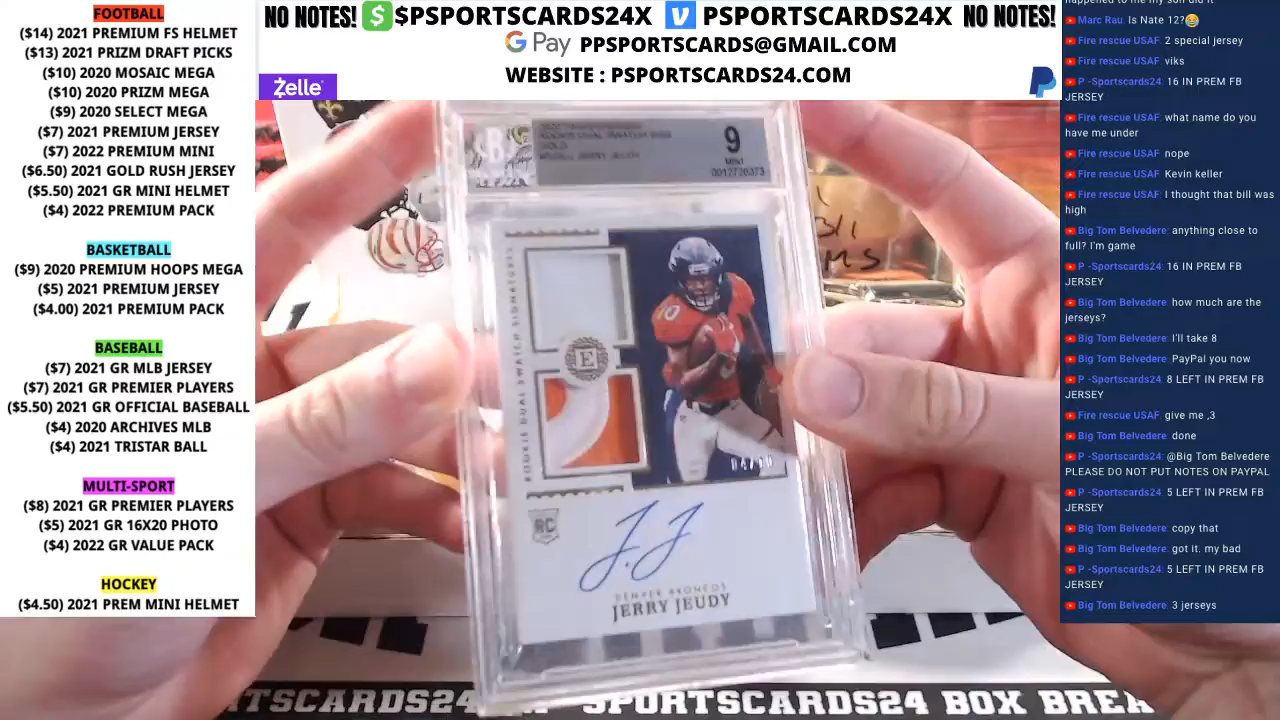 FOOTBALL
($14) 2021 PREMIUM FS HELMET
($13) 2021 PRIZM DRAFT PICKS
($10) 2020 MOSAIC MEGA
($10) 2020 PRIZM MEGA
($9) 2020 SELECT MEGA
($7) 2021 PREMIUM JERSEY
($7) 2022 PREMIUM MINI
($6.50) 2021 GOLD RUSH JERSEY
($5.50) 2021 GR MINI HELMET
($4) 2022 PREMIUM PACK
BASKETBALL
($9) 2020 PREMIUM HOOPS MEGA
($5) 2021 PREMIUM JERSEY
($4.00) 2021 PREMIUM PACK
BASEBALL
($7) 2021 GR MLB JERSEY
($7) 2021 GR PREMIER PLAYERS
($5.50) 2021 GR OFFICIAL BASEBALL
($4) 2020 ARCHIVES MLB
($4) 2021 TRISTAR BALL
MULTI-SPORT
($8) 2021 GR PREMIER PLAYERS
($5) 2021 GR 16X20 PHOTO
($4) 2022 GR VALUE PACK
HOCKEY
($4.50) 2021 PREM MINI HELMET
NO NOTES! $PSPORTSCARDS24X PSPORTSCARDS24X NO NOTES!
G Pay PPSPORTSCARDS@GMAIL.COM
Zelle WEBSITE : PSPORTSCARDS24.COM
9
MINT
0012726373
ROOKIE DUAL SWATCH SIGNATURES
E
10
RC
J.J
DENVER BRONCOS
JERRY JEUDY
SPORTSCARDS24 BOX BREA
Marc Rau: Is Nate 12?😂
Fire rescue USAF: 2 special jersey
Fire rescue USAF: viks
P -Sportscards24: 16 IN PREM FB
JERSEY
Fire rescue USAF: what name do you
have me under
Fire rescue USAF: nope
Fire rescue USAF: Kevin keller
Fire rescue USAF: I thought that bill was
high
Big Tom Belvedere: anything close to
full? I'm game
P -Sportscards24: 16 IN PREM FB
JERSEY
Big Tom Belvedere: how much are the
jerseys?
Big Tom Belvedere: I'll take 8
Big Tom Belvedere: PayPal you now
P -Sportscards24: 8 LEFT IN PREM FB
JERSEY
Fire rescue USAF: give me ,3
Big Tom Belvedere: done
P -Sportscards24: @Big Tom Belvedere
PLEASE DO NOT PUT NOTES ON PAYPAL
P -Sportscards24: 5 LEFT IN PREM FB
JERSEY
Big Tom Belvedere: copy that
Big Tom Belvedere: got it. my bad
P -Sportscards24: 5 LEFT IN PREM FB
JERSEY
Big Tom Belvedere: 3 jerseys